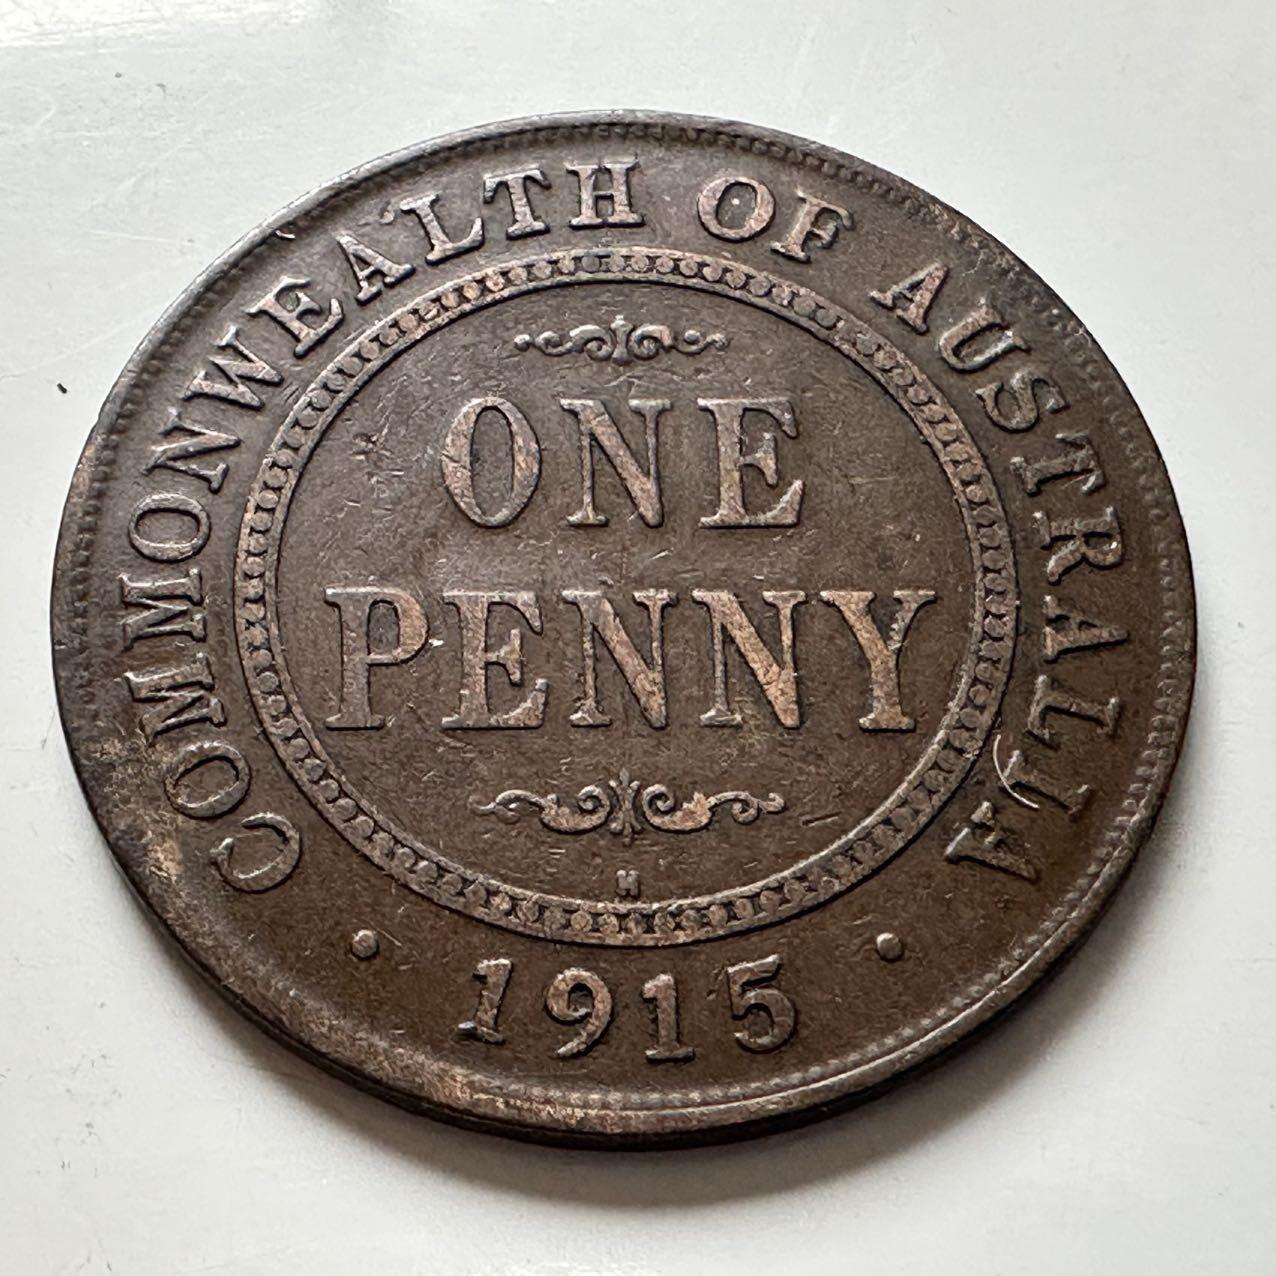 COMMONWEALTH OF AUSTRALIA
ONE
PENNY
H
· 1915 ·